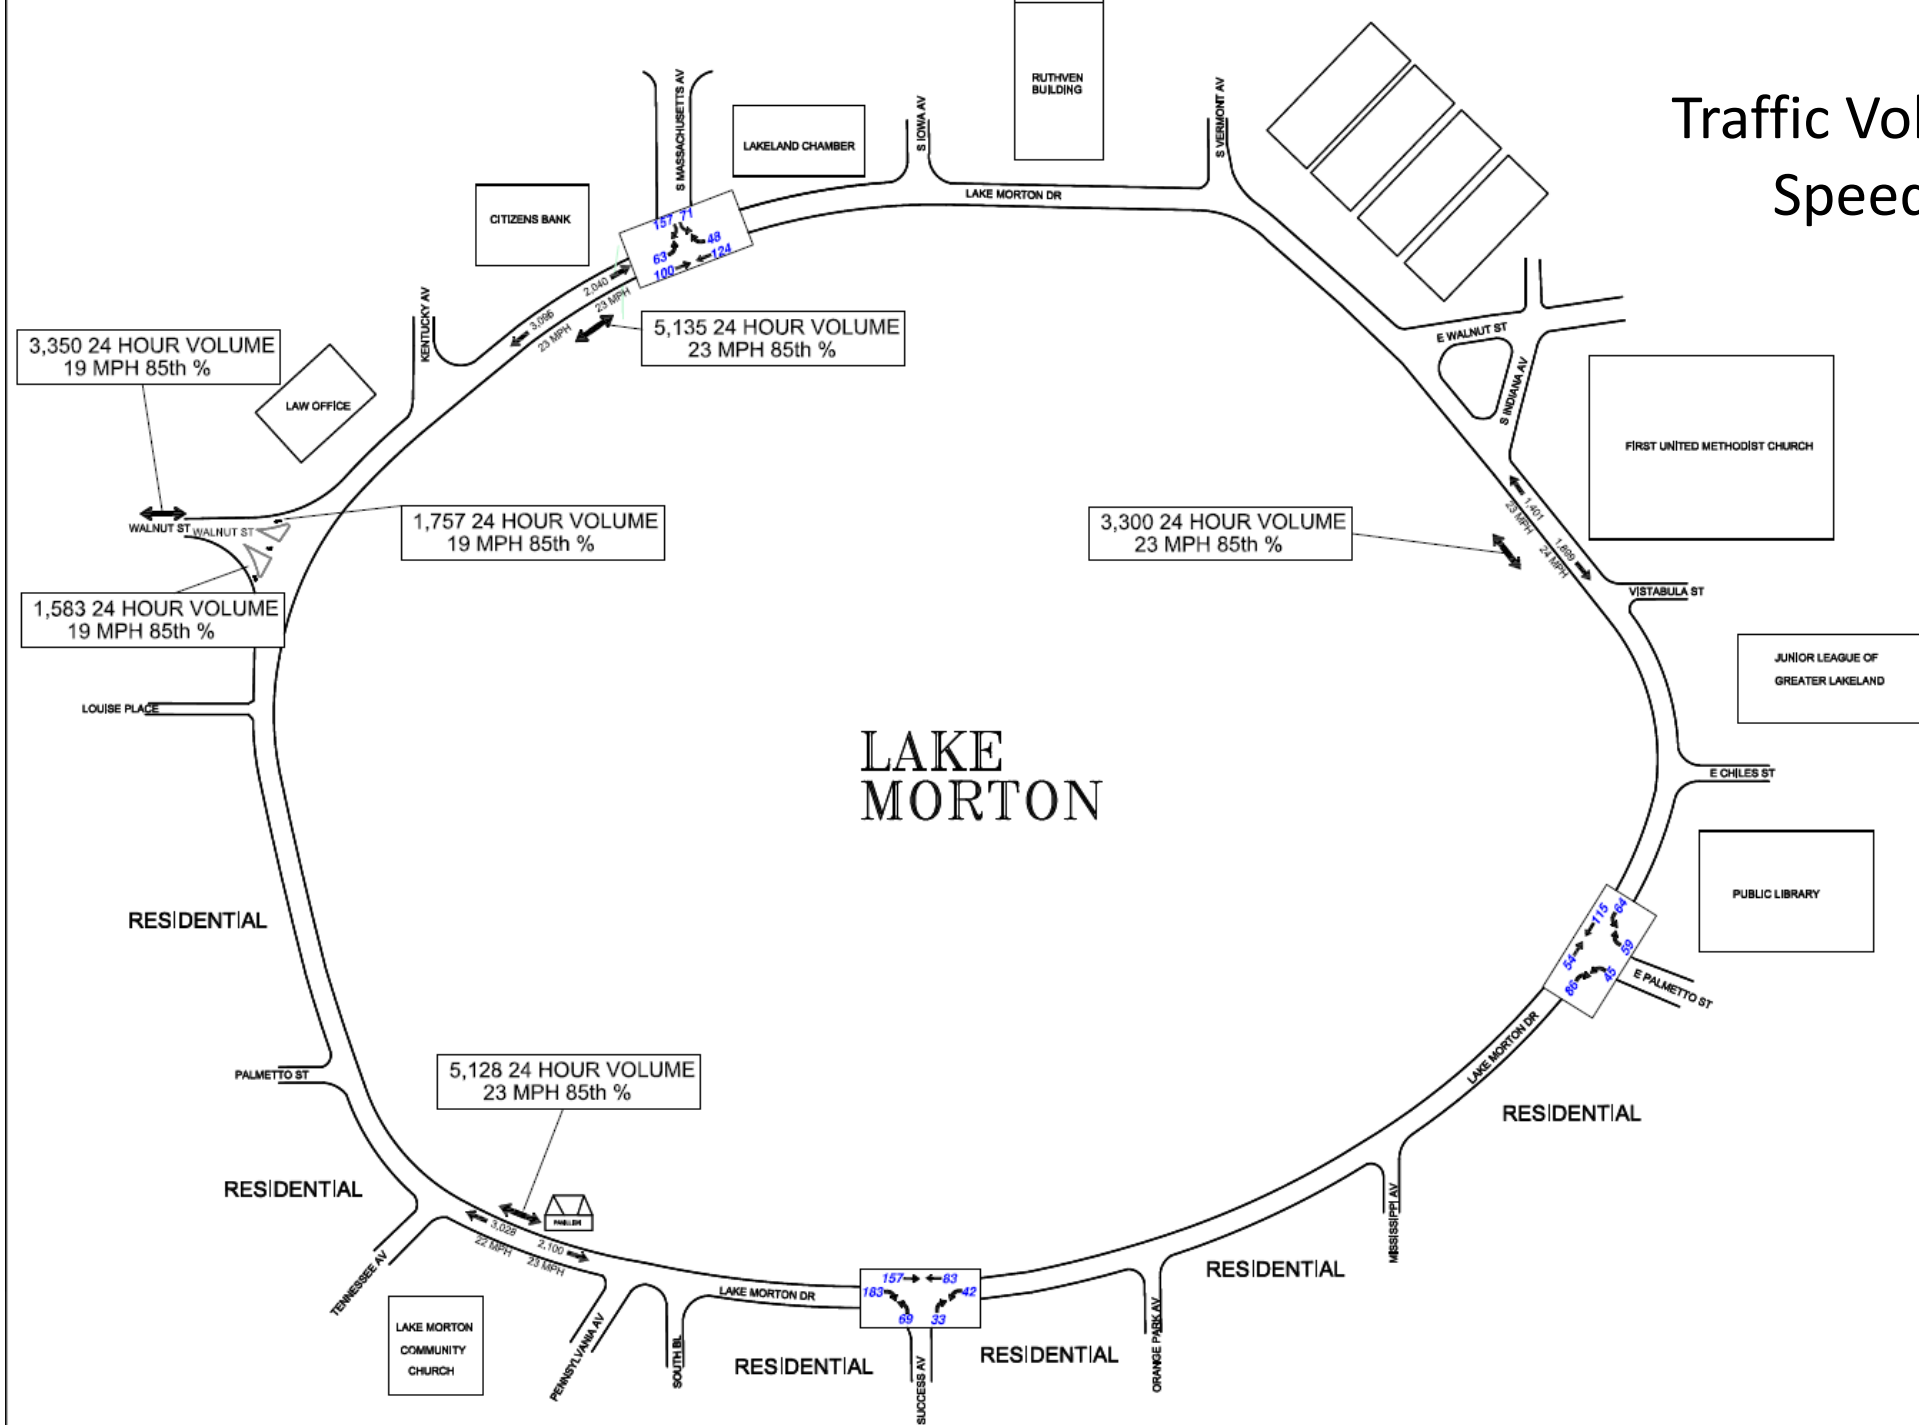 Traffic Vol
Speed
RUTHVEN
BUILDING
S MASSACHUSETTS AV
LAKELAND CHAMBER
S IOWA AV
S VERMONT AV
LAKE MORTON DR
CITIZENS BANK
157 71
63 48
100 124
2,040
23 MPH
3,096
23 MPH
KENTUCKY AV
5,135 24 HOUR VOLUME
23 MPH 85th %
3,350 24 HOUR VOLUME
19 MPH 85th %
LAW OFFICE
E WALNUT ST
S INDIANA AV
FIRST UNITED METHODIST CHURCH
WALNUT ST
WALNUT ST
1,757 24 HOUR VOLUME
19 MPH 85th %
3,300 24 HOUR VOLUME
23 MPH 85th %
1,401
23 MPH
1,899
24 MPH
1,583 24 HOUR VOLUME
19 MPH 85th %
VISTABULA ST
JUNIOR LEAGUE OF
GREATER LAKELAND
LOUISE PLACE
LAKE
MORTON
E CHILES ST
PUBLIC LIBRARY
RESIDENTIAL
115 64
54 59
86 45
E PALMETTO ST
LAKE MORTON DR
PALMETTO ST
5,128 24 HOUR VOLUME
23 MPH 85th %
RESIDENTIAL
RESIDENTIAL
3,028
22 MPH
2,100
23 MPH
TENNESSEE AV
MISSISSIPPI AV
RESIDENTIAL
157 83
183 42
69 33
LAKE MORTON DR
LAKE MORTON
COMMUNITY
CHURCH
PENNSYLVANIA AV
SOUTH BL
RESIDENTIAL
SUCCESS AV
RESIDENTIAL
ORANGE PARK AV